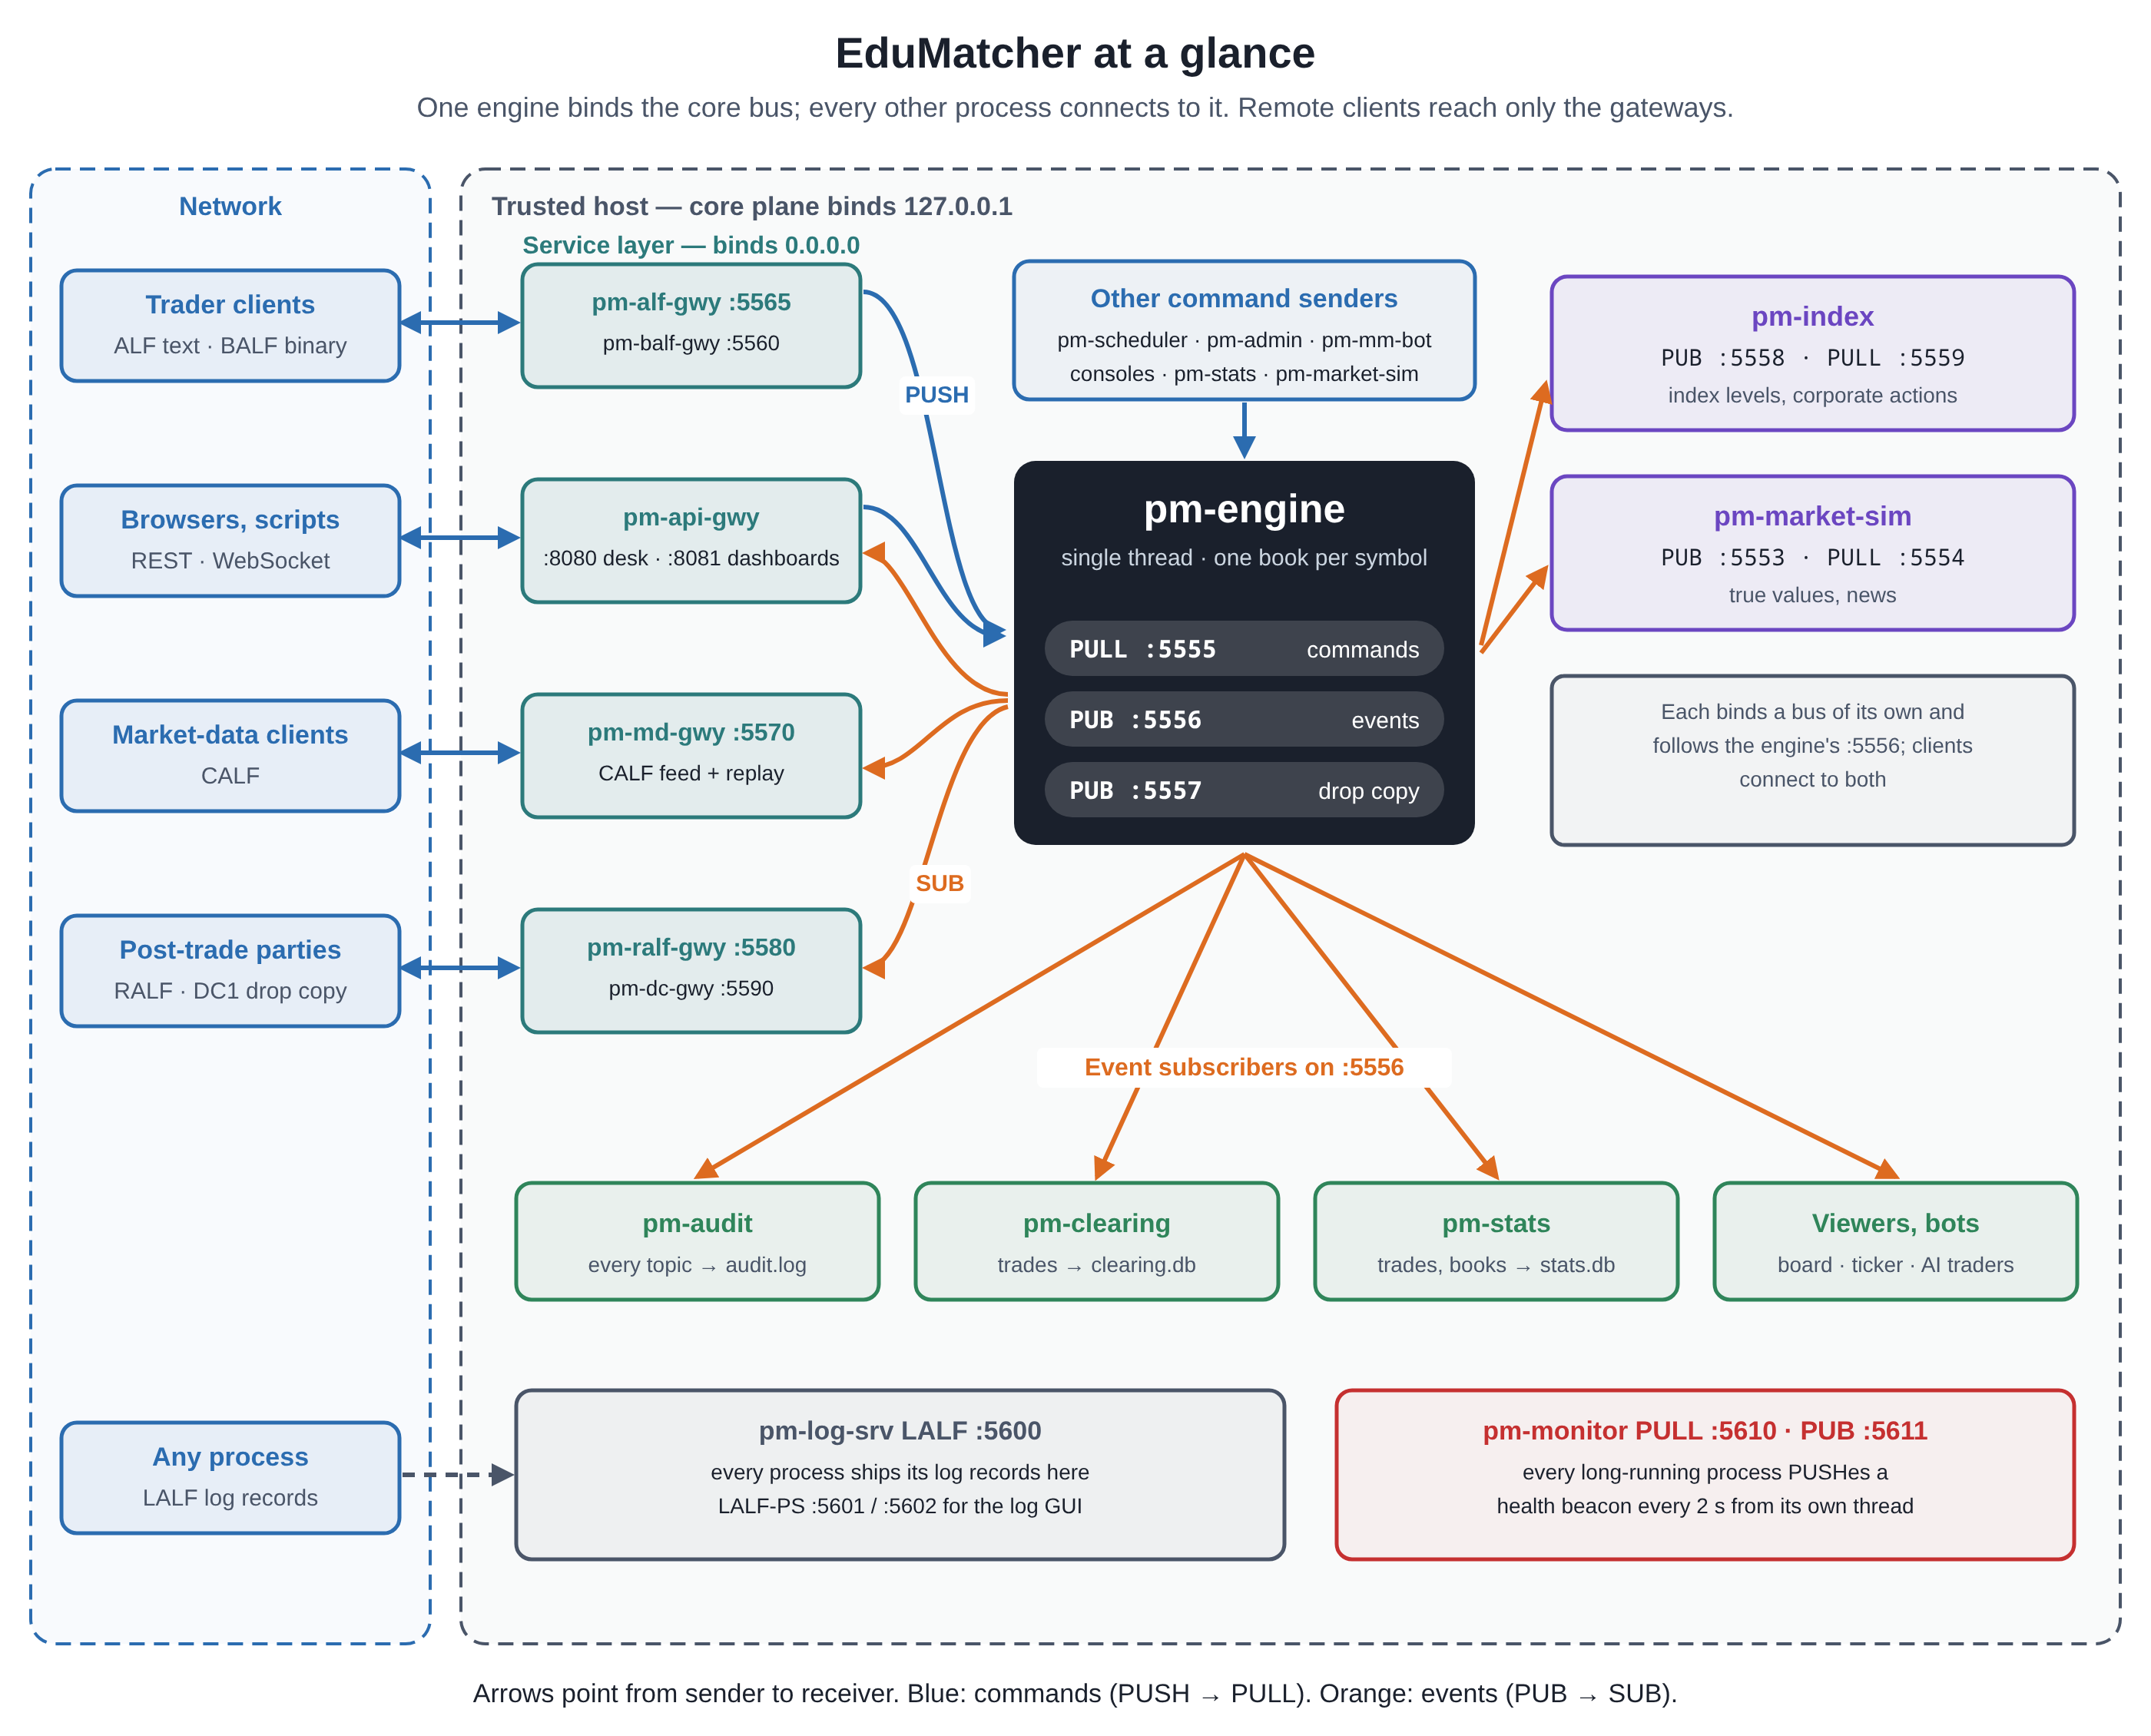 EduMatcher at a glance
One engine binds the core bus; every other process connects to it. Remote clients reach only the gateways.
Network
Trader clients
ALF text · BALF binary
Browsers, scripts
REST · WebSocket
Market-data clients
CALF
Post-trade parties
RALF · DC1 drop copy
Any process
LALF log records
Trusted host — core plane binds 127.0.0.1
Service layer — binds 0.0.0.0
pm-alf-gwy :5565
pm-balf-gwy :5560
pm-api-gwy
:8080 desk · :8081 dashboards
pm-md-gwy :5570
CALF feed + replay
pm-ralf-gwy :5580
pm-dc-gwy :5590
PUSH
SUB
Other command senders
pm-scheduler · pm-admin · pm-mm-bot
consoles · pm-stats · pm-market-sim
pm-engine
single thread · one book per symbol
PULL :5555 commands
PUB :5556 events
PUB :5557 drop copy
pm-index
PUB :5558 · PULL :5559
index levels, corporate actions
pm-market-sim
PUB :5553 · PULL :5554
true values, news
Each binds a bus of its own and
follows the engine's :5556; clients
connect to both
Event subscribers on :5556
pm-audit
every topic → audit.log
pm-clearing
trades → clearing.db
pm-stats
trades, books → stats.db
Viewers, bots
board · ticker · AI traders
pm-log-srv LALF :5600
every process ships its log records here
LALF-PS :5601 / :5602 for the log GUI
pm-monitor PULL :5610 · PUB :5611
every long-running process PUSHes a
health beacon every 2 s from its own thread
Arrows point from sender to receiver. Blue: commands (PUSH → PULL). Orange: events (PUB → SUB).